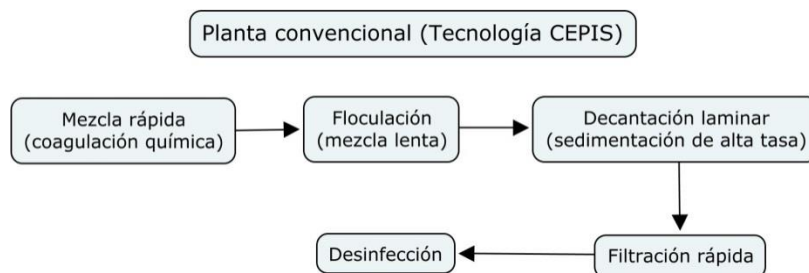 Planta convencional (Tecnología CEPIS)
Mezcla rápida
(coagulación química)
Floculación
(mezcla lenta)
Decantación laminar
(sedimentación de alta tasa)
Filtración rápida
Desinfección